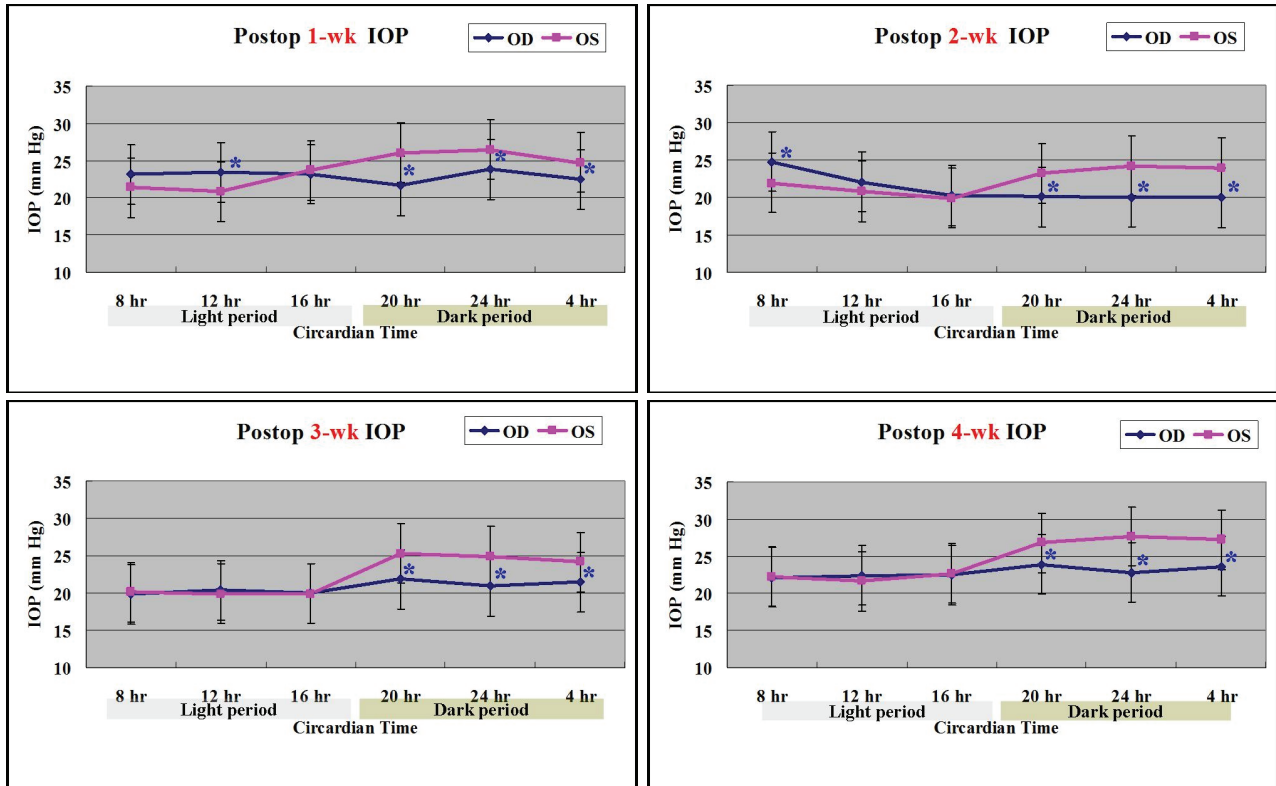 Postop 1-wk IOP
OD OS
IOP (mm Hg)
35
30
25
20
15
10
* * * *
8 hr 12 hr 16 hr 20 hr 24 hr 4 hr
Light period Dark period
Circardian Time
Postop 2-wk IOP
OD OS
IOP (mm Hg)
35
30
25
20
15
10
* * * *
8 hr 12 hr 16 hr 20 hr 24 hr 4 hr
Light period Dark period
Circardian Time
Postop 3-wk IOP
OD OS
IOP (mm Hg)
35
30
25
20
15
10
* * *
8 hr 12 hr 16 hr 20 hr 24 hr 4 hr
Light period Dark period
Circardian Time
Postop 4-wk IOP
OD OS
IOP (mm Hg)
35
30
25
20
15
10
* * *
8 hr 12 hr 16 hr 20 hr 24 hr 4 hr
Light period Dark period
Circardian Time